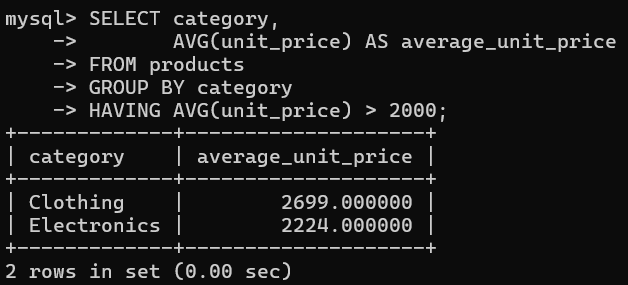 mysql> SELECT category,
    ->        AVG(unit_price) AS average_unit_price
    -> FROM products
    -> GROUP BY category
    -> HAVING AVG(unit_price) > 2000;
+-------------+--------------------+
| category    | average_unit_price |
+-------------+--------------------+
| Clothing    |        2699.000000 |
| Electronics |        2224.000000 |
+-------------+--------------------+
2 rows in set (0.00 sec)